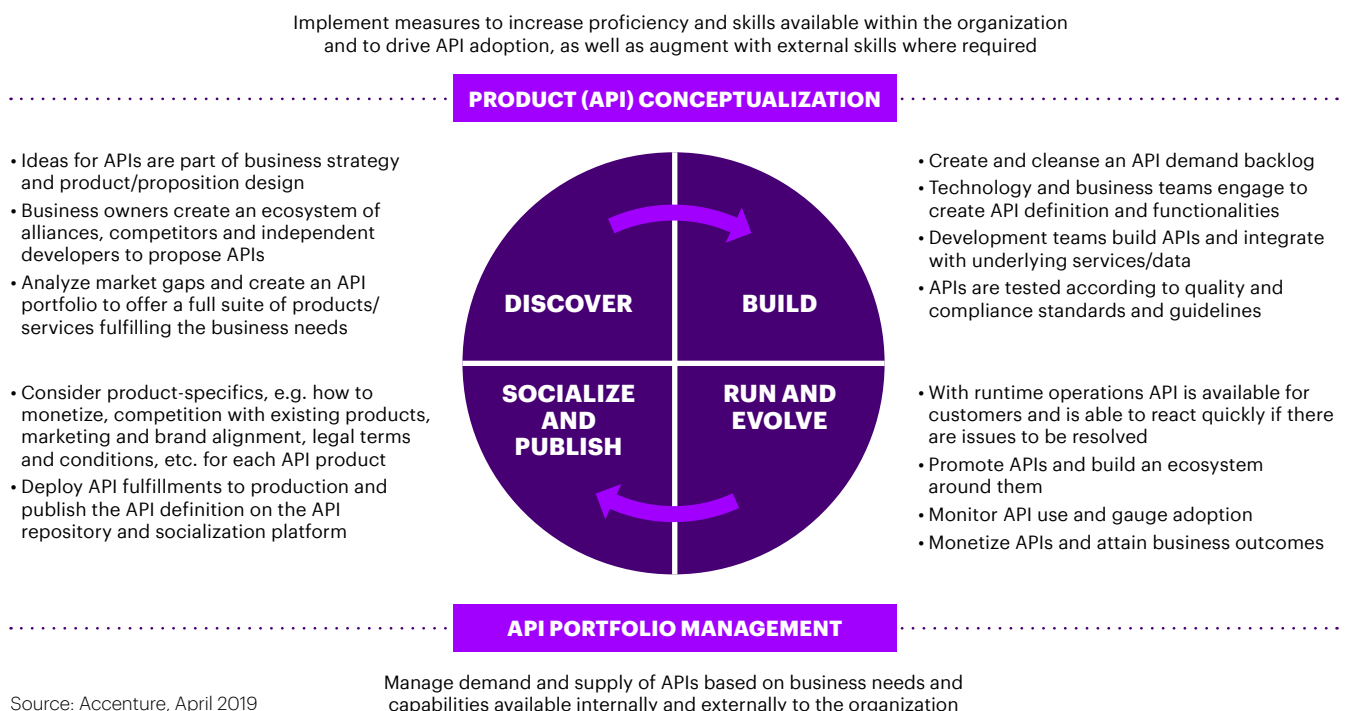 Implement measures to increase proficiency and skills available within the organization
and to drive API adoption, as well as augment with external skills where required
PRODUCT (API) CONCEPTUALIZATION
• Ideas for APIs are part of business strategy
and product/proposition design
• Business owners create an ecosystem of
alliances, competitors and independent
developers to propose APIs
• Analyze market gaps and create an API
portfolio to offer a full suite of products/
services fulfilling the business needs
DISCOVER
BUILD
• Create and cleanse an API demand backlog
• Technology and business teams engage to
create API definition and functionalities
• Development teams build APIs and integrate
with underlying services/data
• APIs are tested according to quality and
compliance standards and guidelines
• Consider product-specifics, e.g. how to
monetize, competition with existing products,
marketing and brand alignment, legal terms
and conditions, etc. for each API product
• Deploy API fulfillments to production and
publish the API definition on the API
repository and socialization platform
SOCIALIZE
AND
PUBLISH
RUN AND
EVOLVE
• With runtime operations API is available for
customers and is able to react quickly if there
are issues to be resolved
• Promote APIs and build an ecosystem
around them
• Monitor API use and gauge adoption
• Monetize APIs and attain business outcomes
API PORTFOLIO MANAGEMENT
Manage demand and supply of APIs based on business needs and
capabilities available internally and externally to the organization
Source: Accenture, April 2019